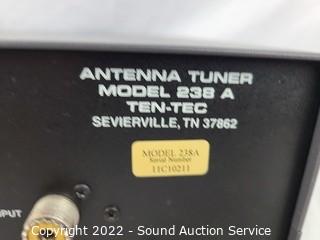 ANTENNA TUNER
MODEL 238 A
TEN-TEC
SEVIERVILLE, TN 37862
MODEL 238A
Serial Number
11C10211
INPUT
Copyright 2022 - Sound Auction Service